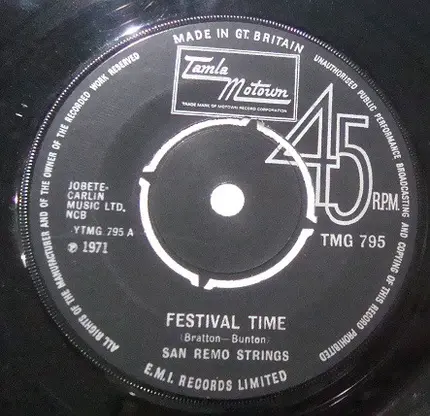 MADE IN GT. BRITAIN
Tamla
Motown
TRADE MARK OF MOTOWN RECORD CORPORATION
45
R.P.M.
JOBETE-
CARLIN
MUSIC LTD.
NCB
YTMG 795 A
℗ 1971
TMG 795
FESTIVAL TIME
(Bratton—Bunton)
SAN REMO STRINGS
E.M.I. RECORDS LIMITED
ALL RIGHTS OF THE MANUFACTURER AND OF THE OWNER OF THE RECORDED WORK RESERVED
UNAUTHORISED PUBLIC PERFORMANCE BROADCASTING AND COPYING OF THIS RECORD PROHIBITED